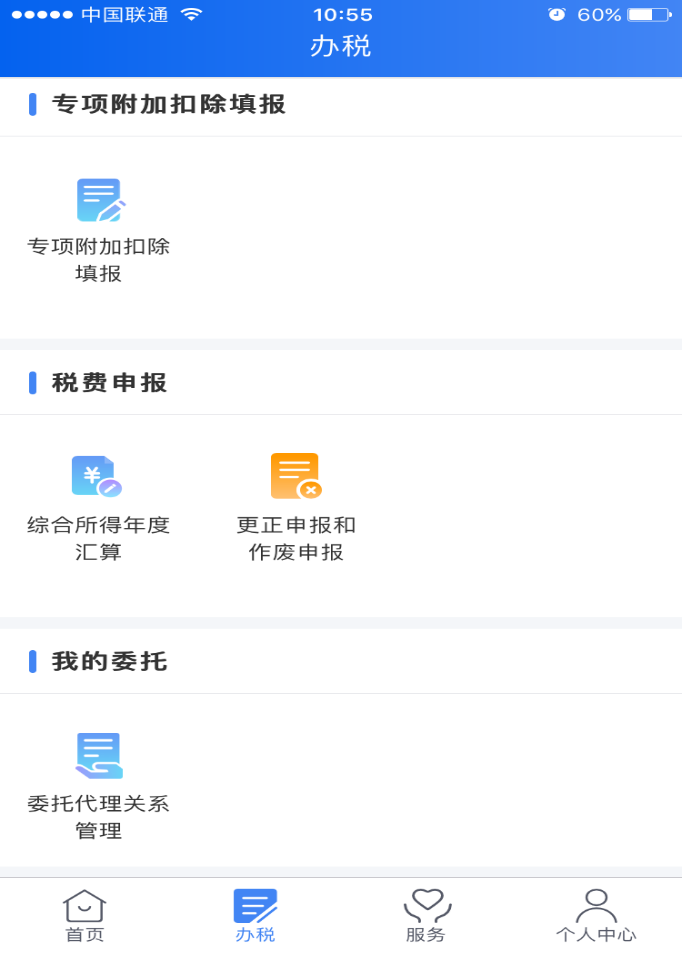 中国联通 10:55 60%
办税
专项附加扣除填报
专项附加扣除
填报
税费申报
综合所得年度
汇算
更正申报和
作废申报
我的委托
委托代理关系
管理
首页 办税 服务 个人中心